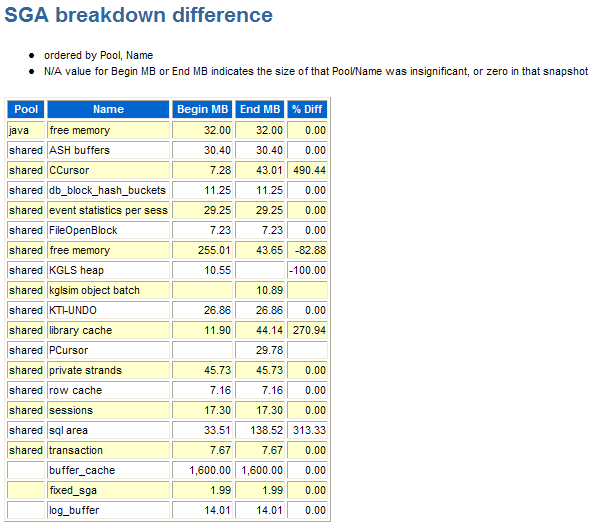 SGA breakdown difference
ordered by Pool, Name
N/A value for Begin MB or End MB indicates the size of that Pool/Name was insignificant, or zero in that snapshot
Pool Name Begin MB End MB % Diff
java free memory 32.00 32.00 0.00
shared ASH buffers 30.40 30.40 0.00
shared CCursor 7.28 43.01 490.44
shared db_block_hash_buckets 11.25 11.25 0.00
shared event statistics per sess 29.25 29.25 0.00
shared FileOpenBlock 7.23 7.23 0.00
shared free memory 255.01 43.65 -82.88
shared KGLS heap 10.55 -100.00
shared kglsim object batch 10.89
shared KTI-UNDO 26.86 26.86 0.00
shared library cache 11.90 44.14 270.94
shared PCursor 29.78
shared private strands 45.73 45.73 0.00
shared row cache 7.16 7.16 0.00
shared sessions 17.30 17.30 0.00
shared sql area 33.51 138.52 313.33
shared transaction 7.67 7.67 0.00
buffer_cache 1,600.00 1,600.00 0.00
fixed_sga 1.99 1.99 0.00
log_buffer 14.01 14.01 0.00